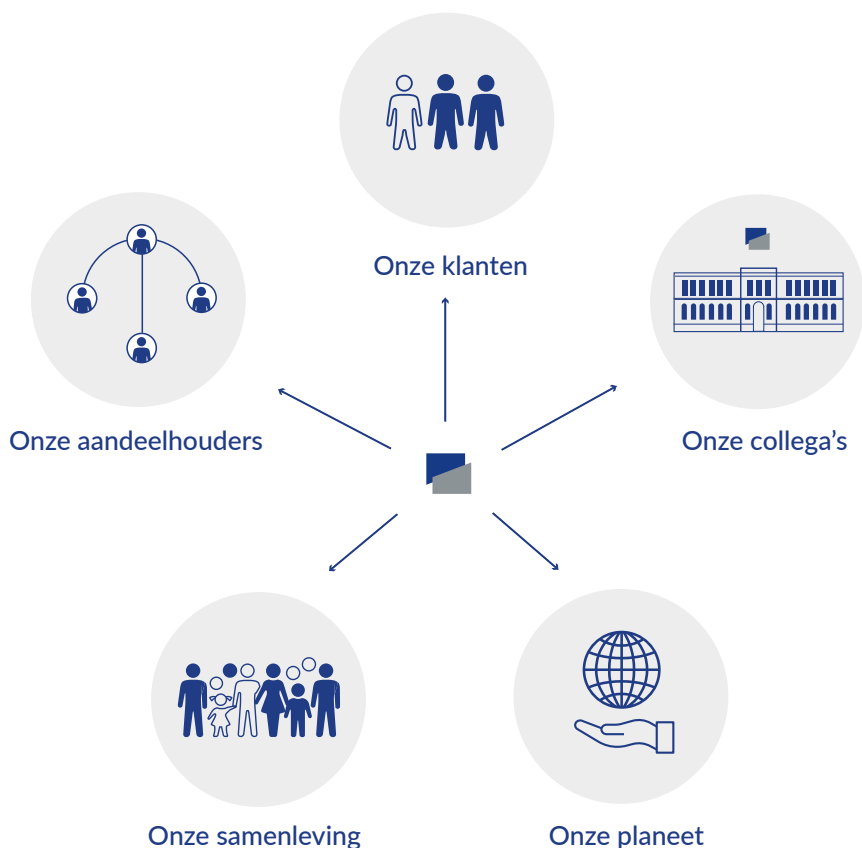 Onze klanten
Onze aandeelhouders
Onze collega’s
Onze samenleving
Onze planeet